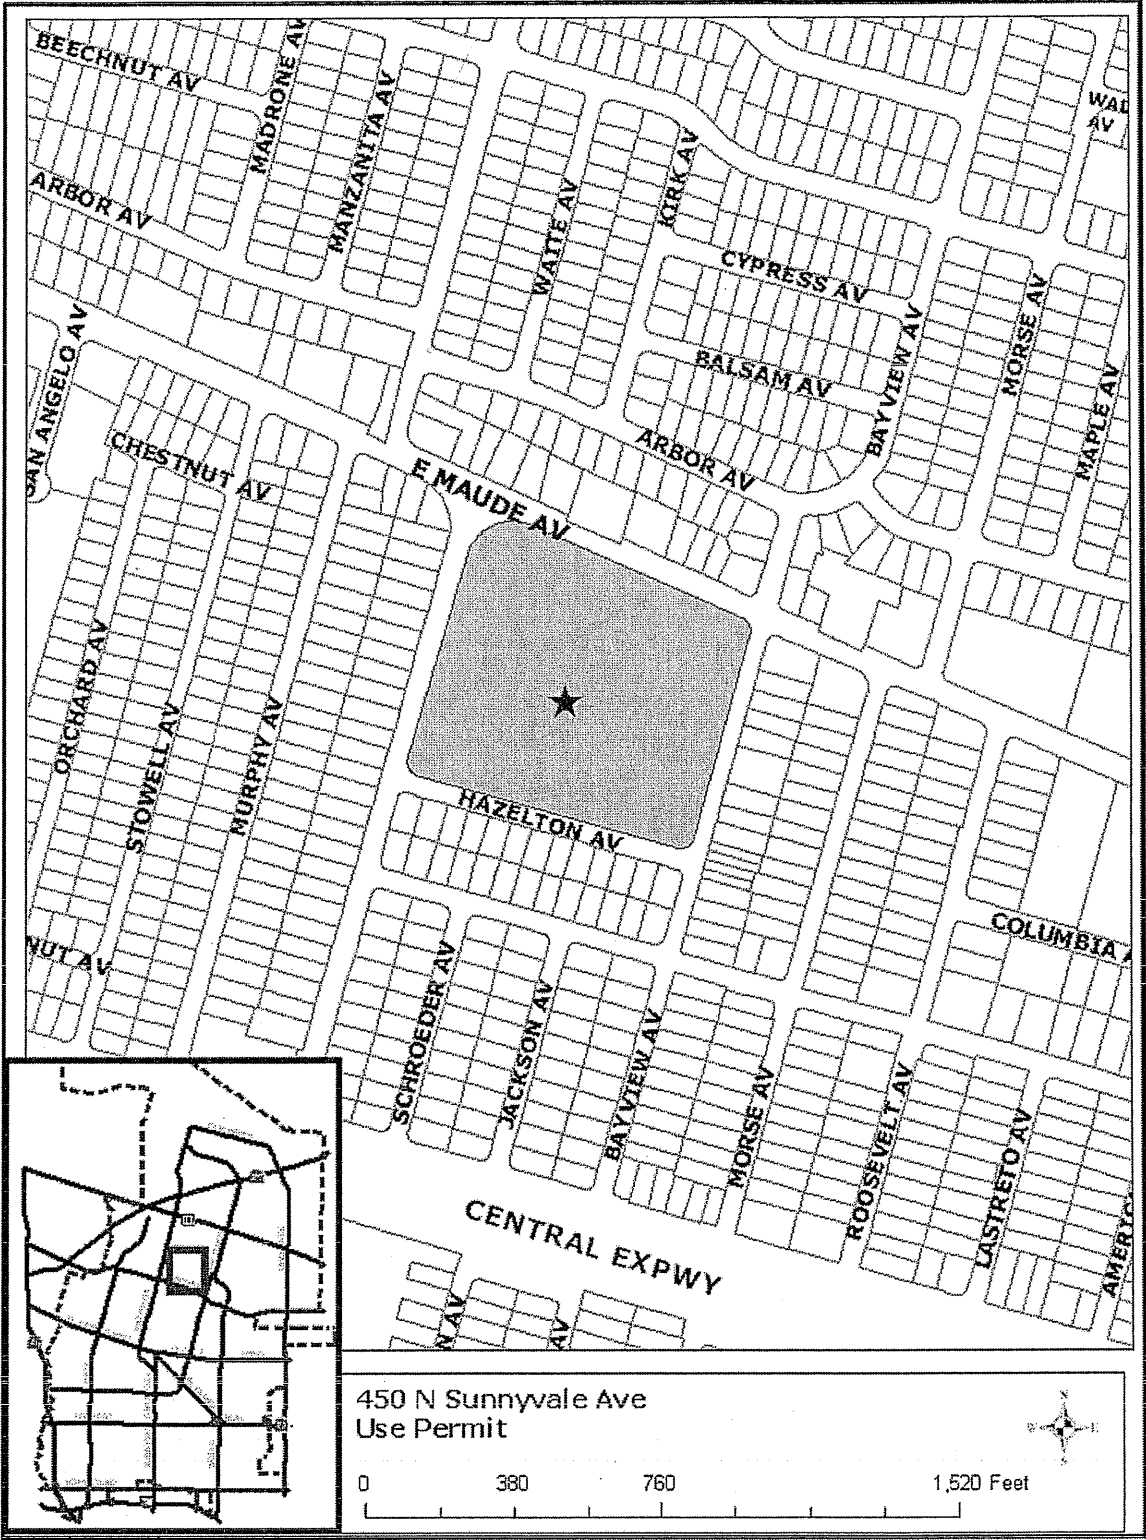 BEECHNUT AV
MADRONE AV
MANZANITA AV
WAITE AV
KIRK AV
ARBOR AV
CYPRESS AV
BALSAM AV
BAYVIEW AV
MORSE AV
MAPLE AV
ARBOR AV
SAN ANGELO AV
CHESTNUT AV
E MAUDE AV
ORCHARD AV
STOWELL AV
MURPHY AV
HAZELTON AV
NUT AV
COLUMBIA
SCHROEDER AV
JACKSON AV
BAYVIEW AV
MORSE AV
ROOSEVELT AV
LASTRETO AV
CENTRAL EXPWY
N AV
AV
450 N Sunnyvale Ave
Use Permit
0 380 760 1,520 Feet